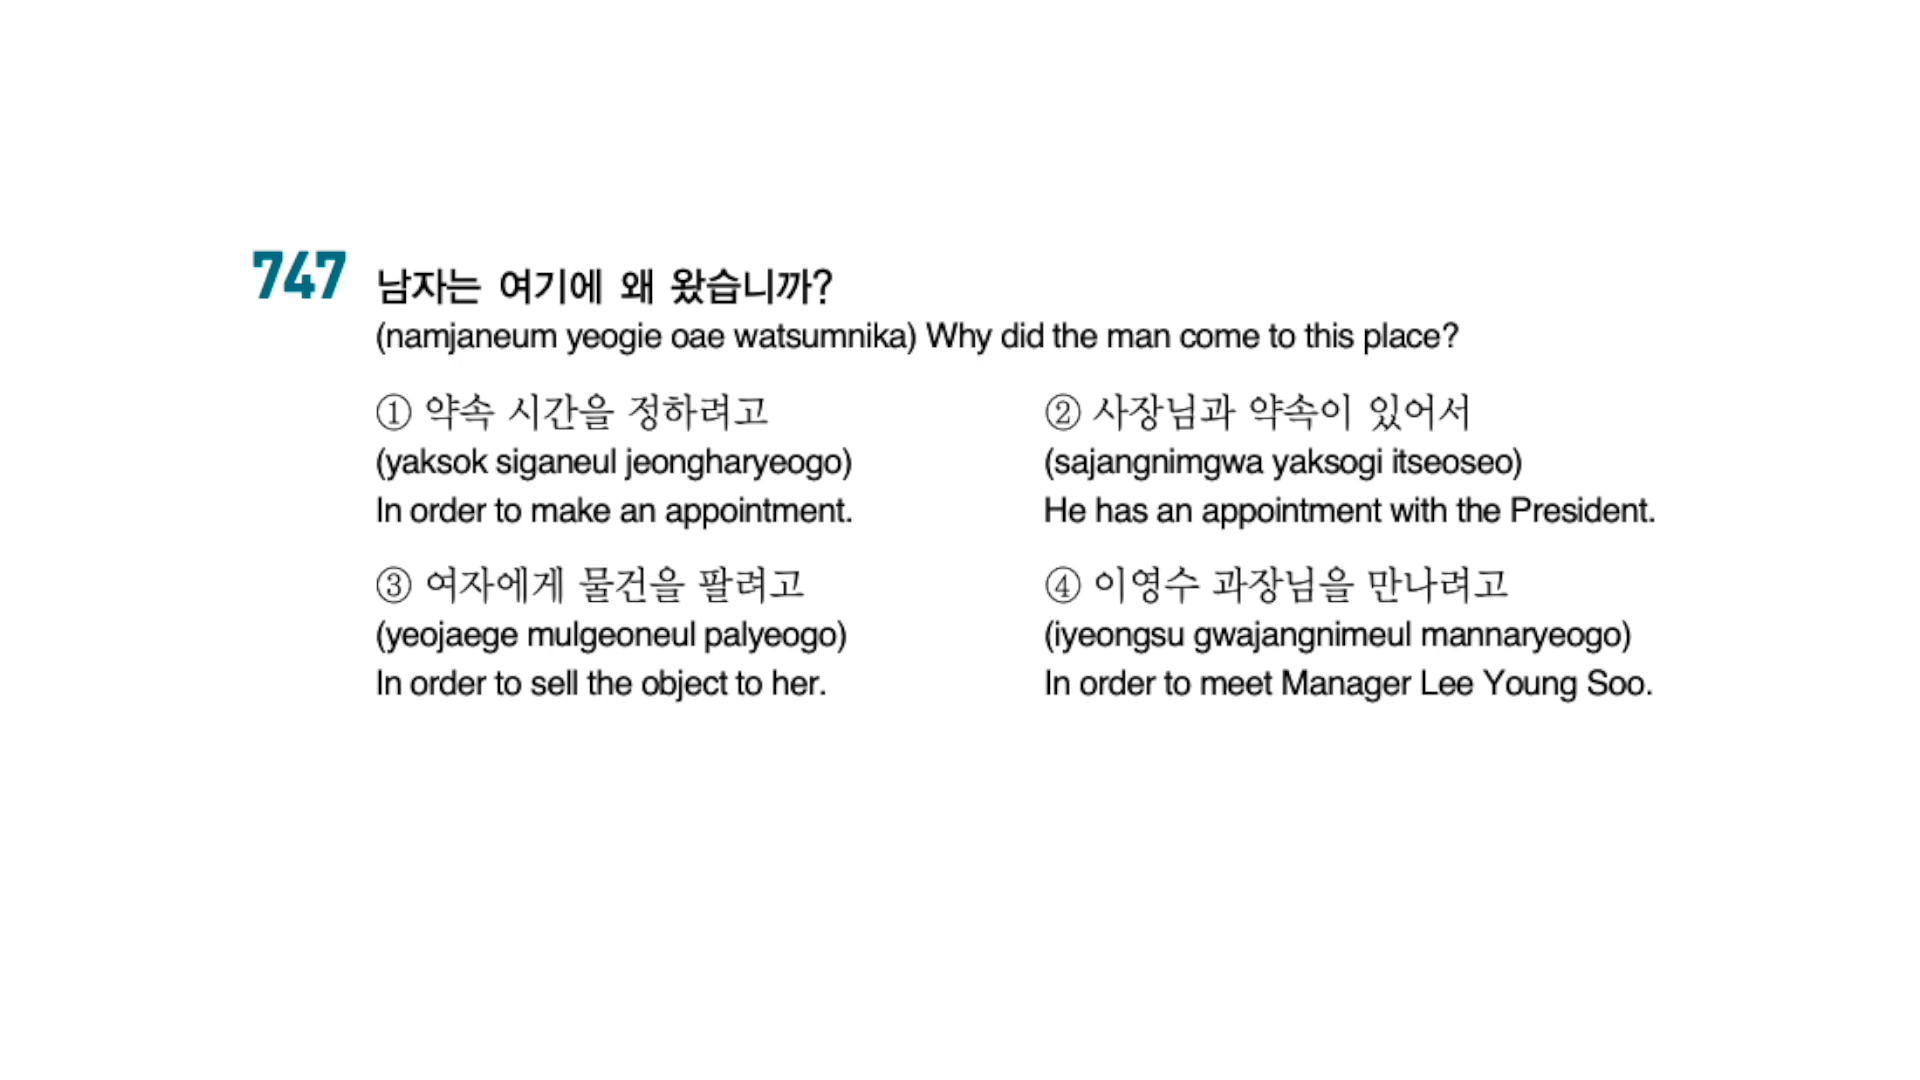 747 남자는 여기에 왜 왔습니까?
(namjaneum yeogie oae watsumnika) Why did the man come to this place?
① 약속 시간을 정하려고
(yaksok siganeul jeongharyeogo)
In order to make an appointment.
② 사장님과 약속이 있어서
(sajangnimgwa yaksogi itseoseo)
He has an appointment with the President.
③ 여자에게 물건을 팔려고
(yeojaege mulgeoneul palyeogo)
In order to sell the object to her.
④ 이영수 과장님을 만나려고
(iyeongsu gwajangnimeul mannaryeogo)
In order to meet Manager Lee Young Soo.